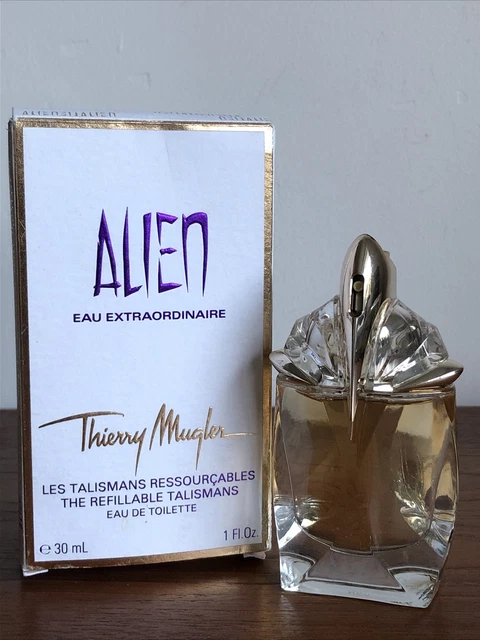 ALIEN
EAU EXTRAORDINAIRE
Thierry Mugler
LES TALISMANS RESSOURÇABLES
THE REFILLABLE TALISMANS
EAU DE TOILETTE
℮ 30 mL
1 Fl.Oz.